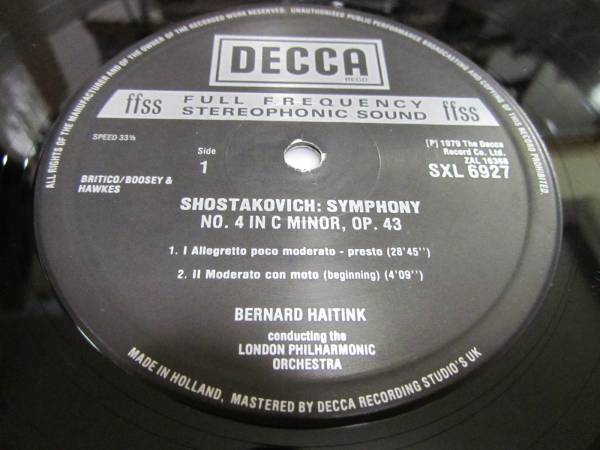 ALL RIGHTS OF THE MANUFACTURER AND OF THE OWNER OF THE RECORDED WORK RESERVED. UNAUTHORISED PUBLIC PERFORMANCE BROADCASTING AND COPYING OF THIS RECORD PROHIBITED.
DECCA
RECD
ffss FULL FREQUENCY ffss
STEREOPHONIC SOUND
SPEED 33⅓
Side
1
[P] 1979 The Decca
Record Co. Ltd.
ZAL 16368
SXL 6927
BRITICO/BOOSEY &
HAWKES
SHOSTAKOVICH: SYMPHONY
NO. 4 IN C MINOR, OP. 43
1. I Allegretto poco moderato - presto (28'45'')
2. II Moderato con moto (beginning) (4'09'')
BERNARD HAITINK
conducting the
LONDON PHILHARMONIC
ORCHESTRA
MADE IN HOLLAND, MASTERED BY DECCA RECORDING STUDIO'S UK